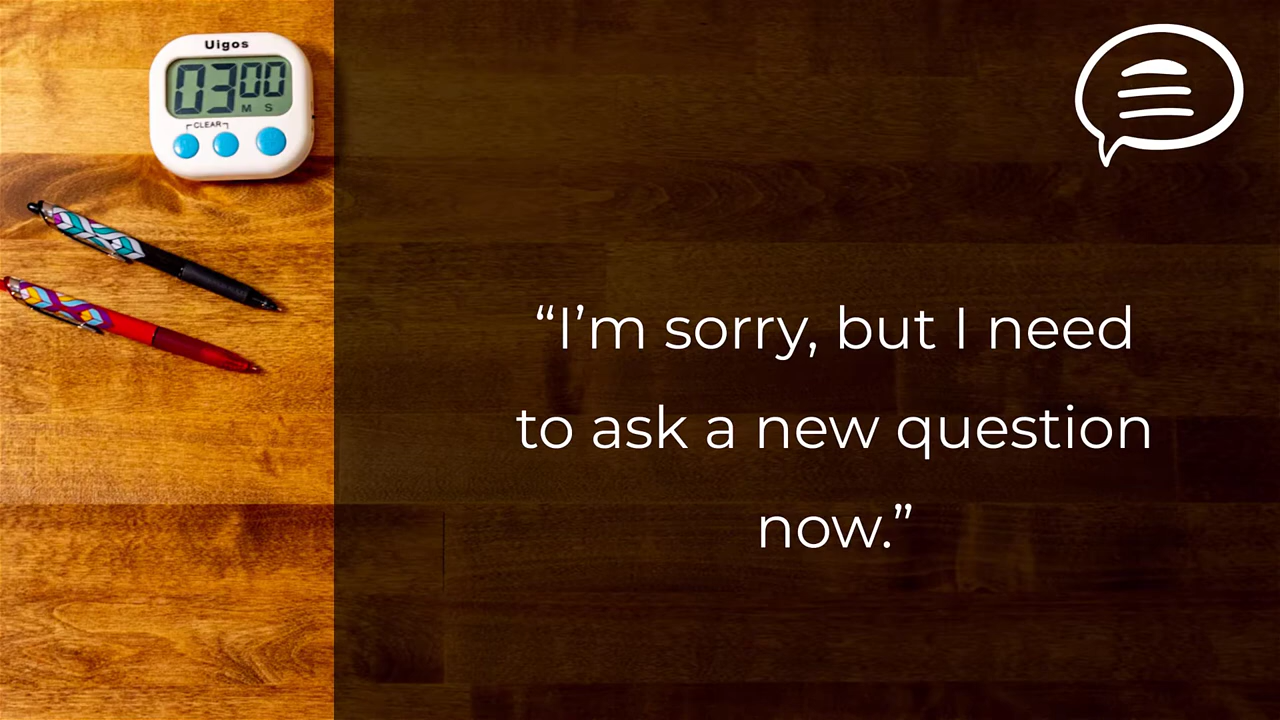 Uigos
03 00
M S
CLEAR
“I’m sorry, but I need
to ask a new question
now.”